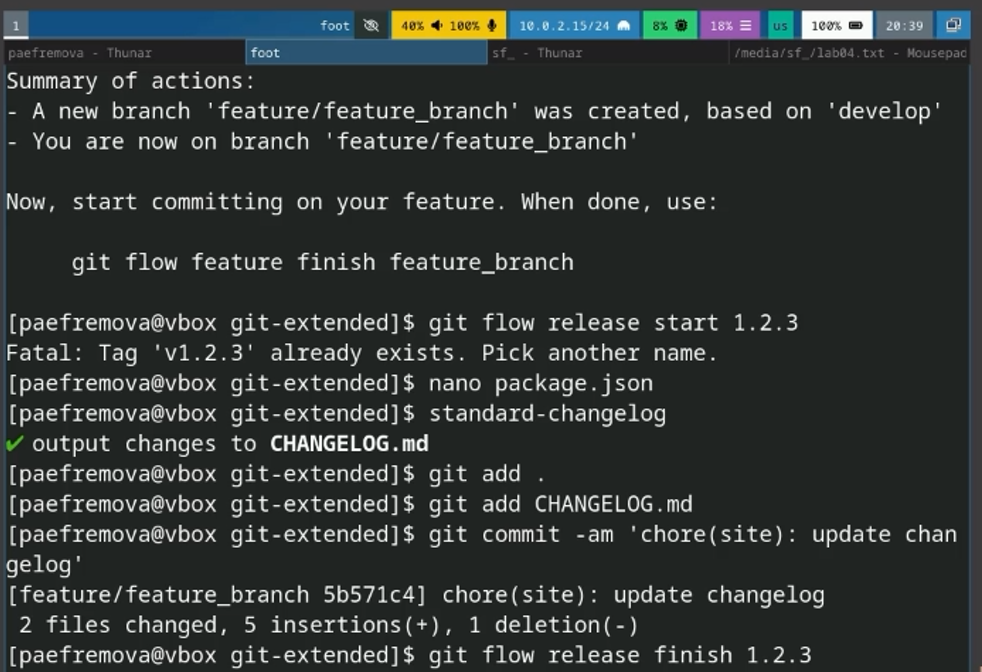 1 foot 40% 100% 10.0.2.15/24 8% 18% us 100% 20:39
paefremova - Thunar foot sf_ - Thunar /media/sf_/lab04.txt - Mousepad
Summary of actions:
- A new branch 'feature/feature_branch' was created, based on 'develop'
- You are now on branch 'feature/feature_branch'
Now, start committing on your feature. When done, use:
git flow feature finish feature_branch
[paefremova@vbox git-extended]$ git flow release start 1.2.3
Fatal: Tag 'v1.2.3' already exists. Pick another name.
[paefremova@vbox git-extended]$ nano package.json
[paefremova@vbox git-extended]$ standard-changelog
✔ output changes to CHANGELOG.md
[paefremova@vbox git-extended]$ git add .
[paefremova@vbox git-extended]$ git add CHANGELOG.md
[paefremova@vbox git-extended]$ git commit -am 'chore(site): update chan
gelog'
[feature/feature_branch 5b571c4] chore(site): update changelog
2 files changed, 5 insertions(+), 1 deletion(-)
[paefremova@vbox git-extended]$ git flow release finish 1.2.3